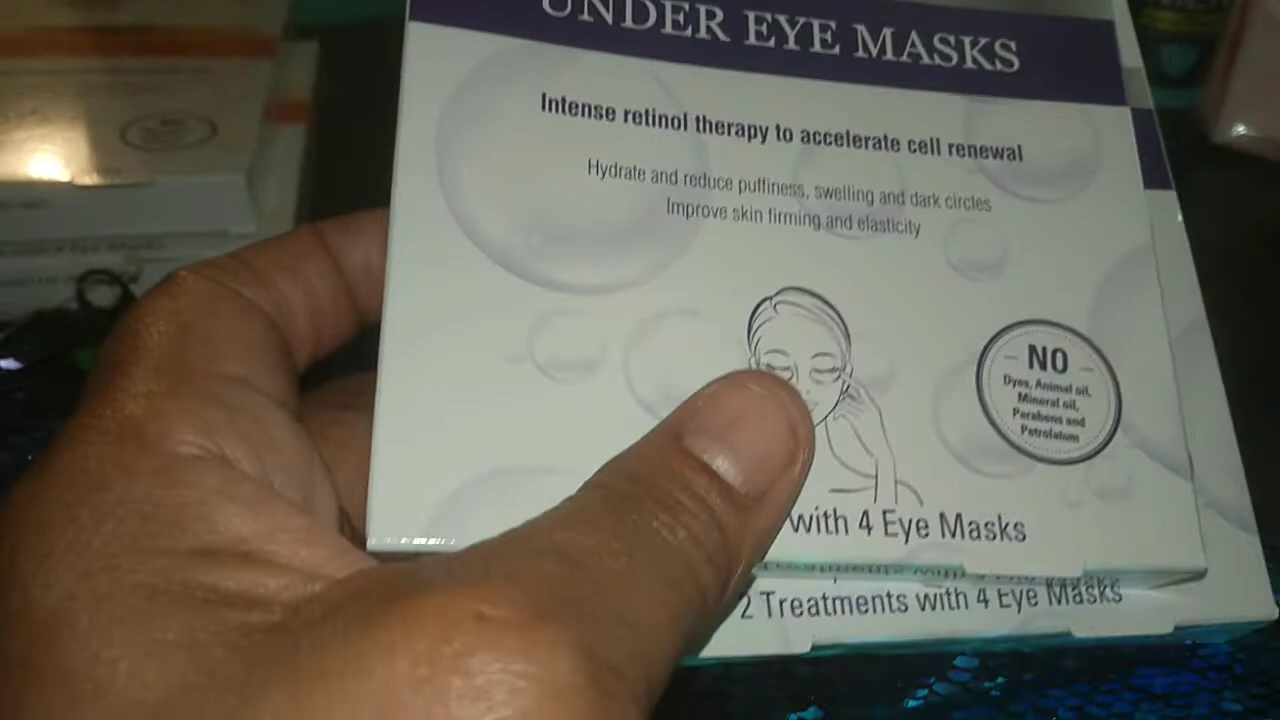 UNDER EYE MASKS
Intense retinol therapy to accelerate cell renewal
Hydrate and reduce puffiness, swelling and dark circles
Improve skin firming and elasticity
NO
Dyes, Animal oil,
Mineral oil,
Parabens and
Petrolatum
with 4 Eye Masks
2 Treatments with 4 Eye Masks